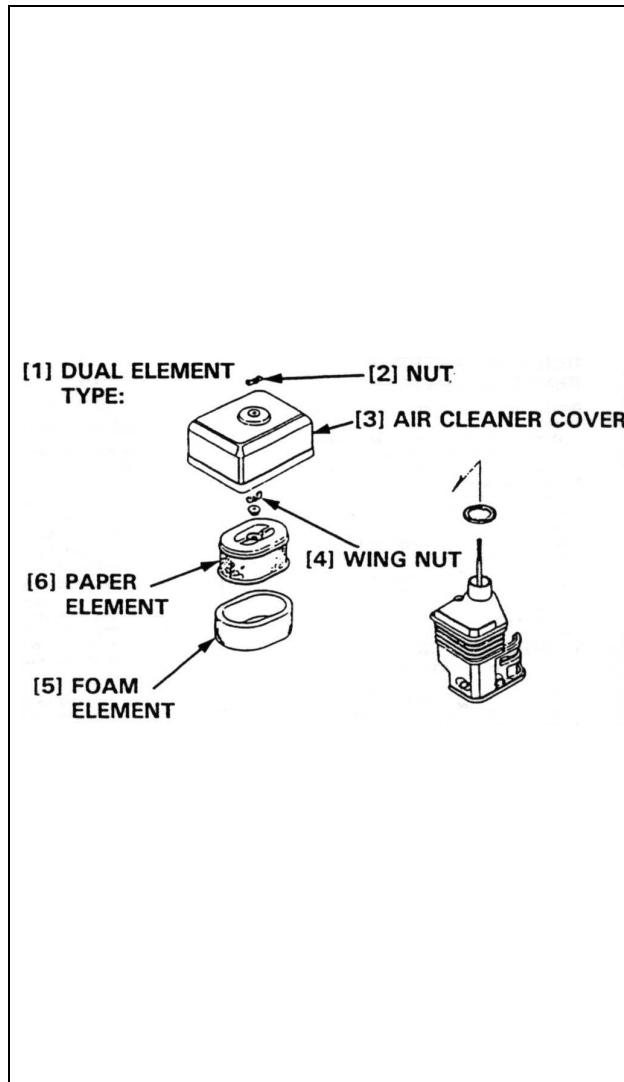 [1] DUAL ELEMENT
TYPE:
[2] NUT
[3] AIR CLEANER COVER
[4] WING NUT
[6] PAPER
ELEMENT
[5] FOAM
ELEMENT